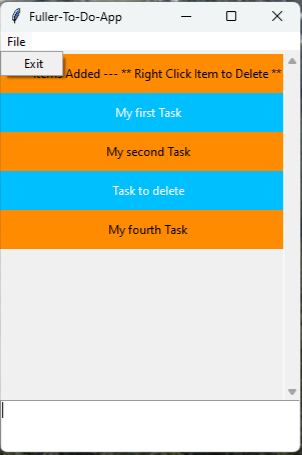 Fuller-To-Do-App
File
Exit
Items Added --- ** Right Click Item to Delete **
My first Task
My second Task
Task to delete
My fourth Task